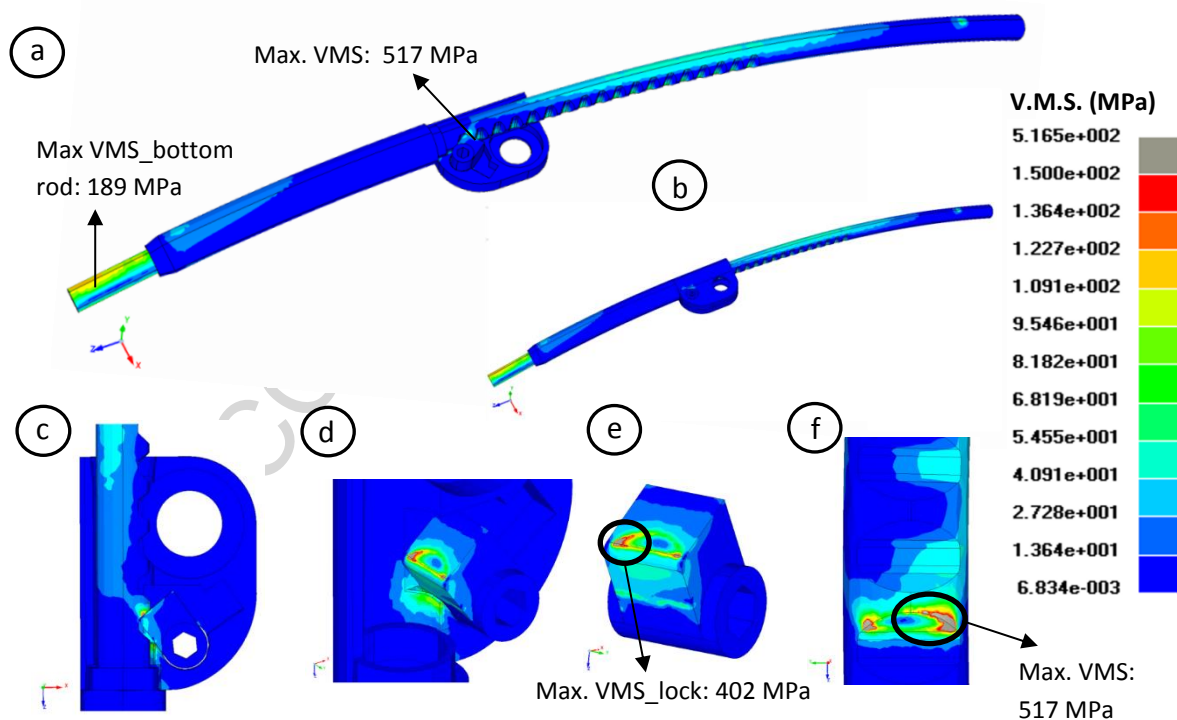 a
Max. VMS: 517 MPa
Max VMS_bottom
rod: 189 MPa
b
V.M.S. (MPa)
5.165e+002
1.500e+002
1.364e+002
1.227e+002
1.091e+002
9.546e+001
8.182e+001
6.819e+001
5.455e+001
4.091e+001
2.728e+001
1.364e+001
6.834e-003
Y
Z
X
c
d
e
f
Max. VMS_lock: 402 MPa
Max. VMS:
517 MPa